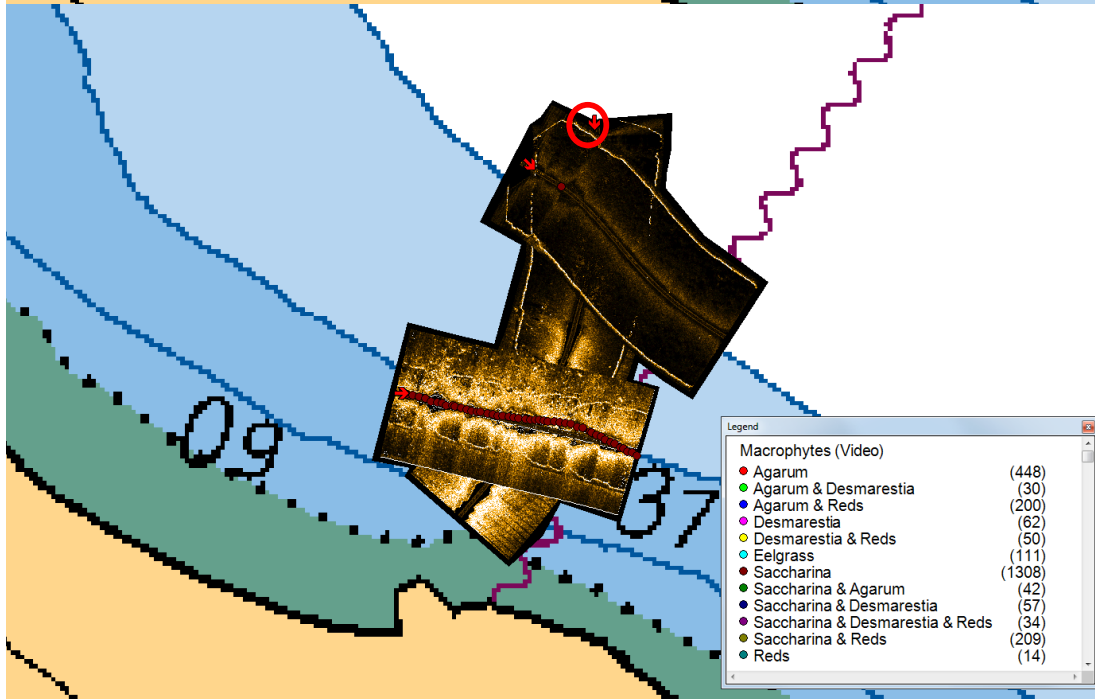 09
37
Legend
Macrophytes (Video)
Agarum (448)
Agarum & Desmarestia (30)
Agarum & Reds (200)
Desmarestia (62)
Desmarestia & Reds (50)
Eelgrass (111)
Saccharina (1308)
Saccharina & Agarum (42)
Saccharina & Desmarestia (57)
Saccharina & Desmarestia & Reds (34)
Saccharina & Reds (209)
Reds (14)